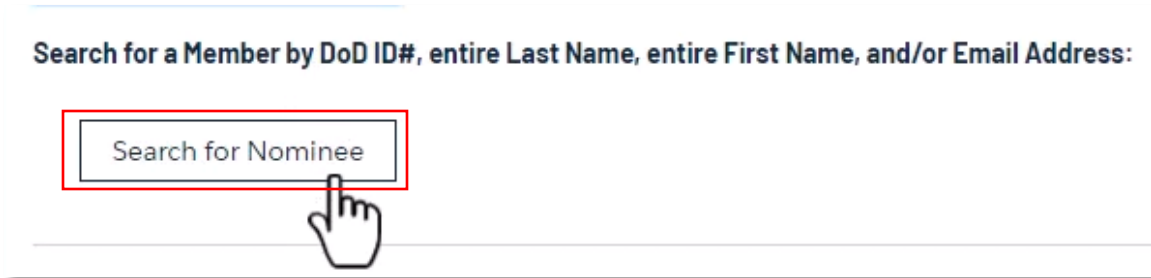 Search for a Member by DoD ID#, entire Last Name, entire First Name, and/or Email Address:
Search for Nominee